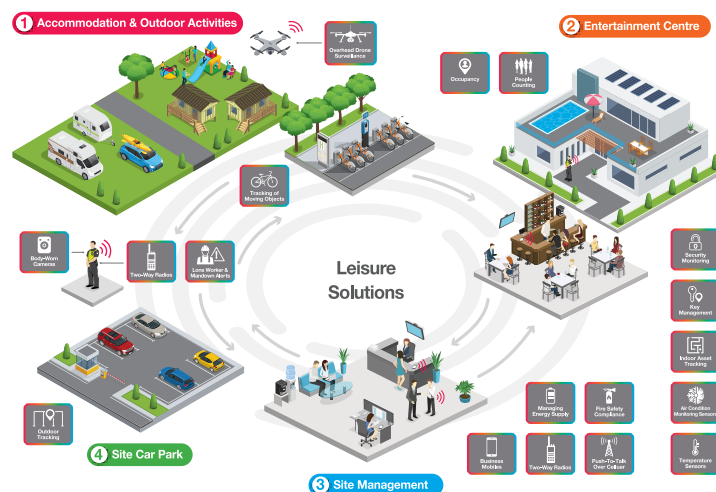 1 Accommodation & Outdoor Activities
Overhead Drone
Surveillance
2 Entertainment Centre
Occupancy
People
Counting
Tracking of
Moving Objects
Body-Worn
Cameras
Two-Way Radios
Lone Worker &
Mandown Alerts
Leisure
Solutions
Security
Monitoring
Key
Management
Indoor Asset
Tracking
Air Condition
Monitoring Sensors
Temperature
Sensors
Managing
Energy Supply
Fire Safety
Compliance
Business
Mobiles
Two-Way Radios
Push-To-Talk
Over Celluer
Outdoor
Tracking
4 Site Car Park
3 Site Management